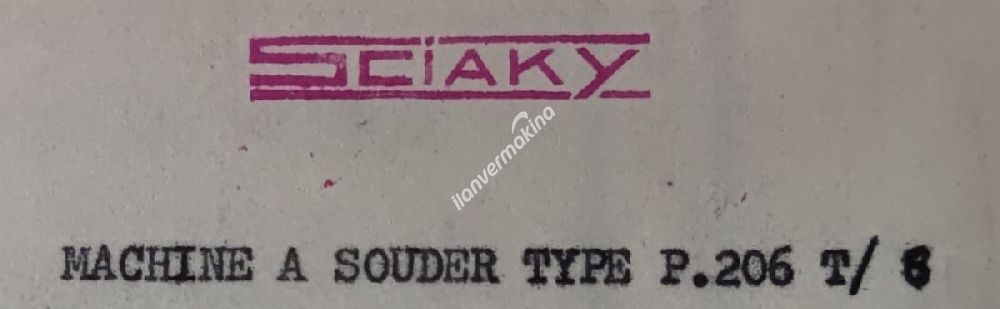 SCIAKY
ilanvermakina
MACHINE A SOUDER TYPE P.206 T/